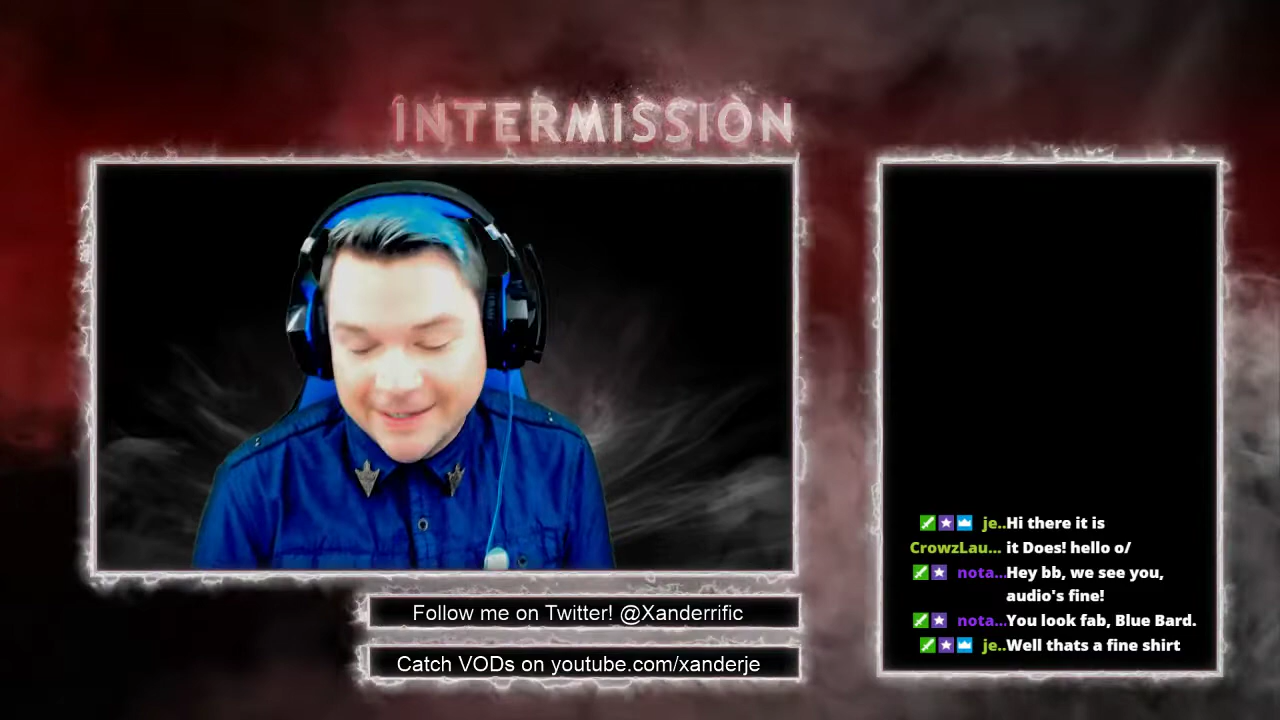 INTERMISSION
Follow me on Twitter! @Xanderrific
Catch VODs on youtube.com/xanderje
je..Hi there it is
CrowzLau... it Does! hello o/
nota...Hey bb, we see you,
audio's fine!
nota...You look fab, Blue Bard.
je..Well thats a fine shirt